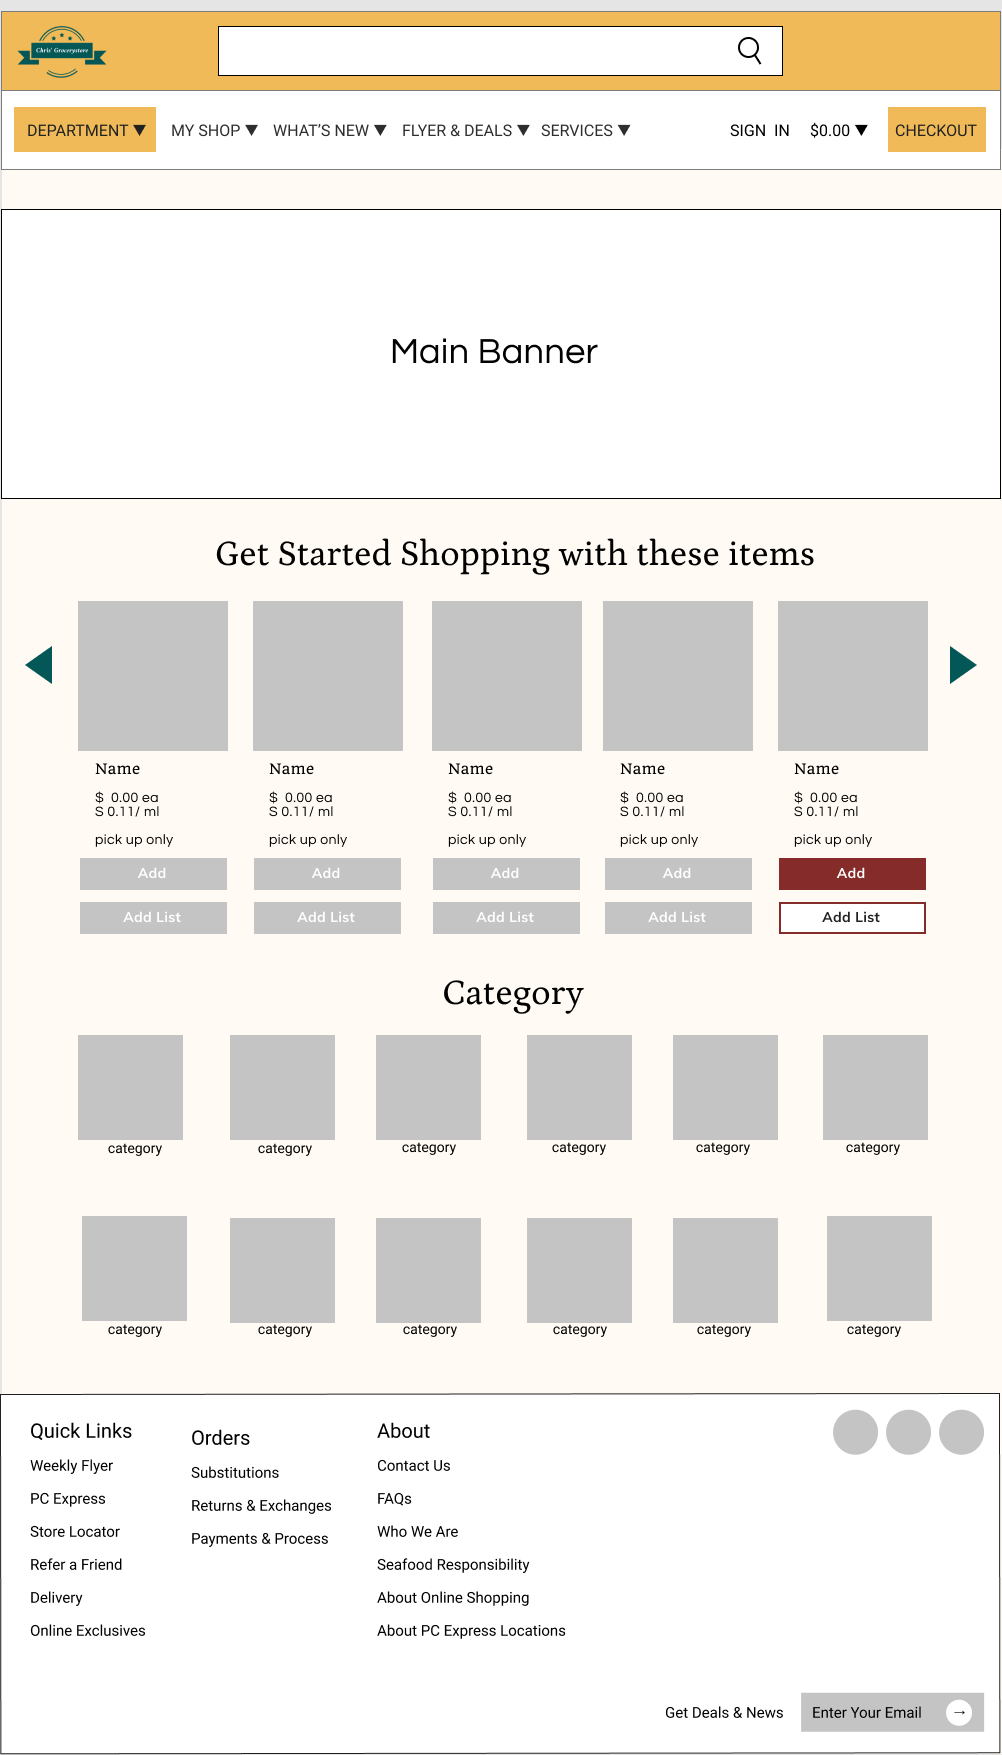 Chris' Grocerystore
DEPARTMENT ▼ MY SHOP ▼ WHAT'S NEW ▼ FLYER & DEALS ▼ SERVICES ▼ SIGN IN $0.00 ▼ CHECKOUT
Main Banner
Get Started Shopping with these items
Name Name Name Name Name
$ 0.00 ea $ 0.00 ea $ 0.00 ea $ 0.00 ea $ 0.00 ea
S 0.11/ ml S 0.11/ ml S 0.11/ ml S 0.11/ ml S 0.11/ ml
pick up only pick up only pick up only pick up only pick up only
Add Add Add Add Add
Add List Add List Add List Add List Add List
Category
category category category category category category
category category category category category category
Quick Links
Weekly Flyer
PC Express
Store Locator
Refer a Friend
Delivery
Online Exclusives
Orders
Substitutions
Returns & Exchanges
Payments & Process
About
Contact Us
FAQs
Who We Are
Seafood Responsibility
About Online Shopping
About PC Express Locations
Get Deals & News Enter Your Email →